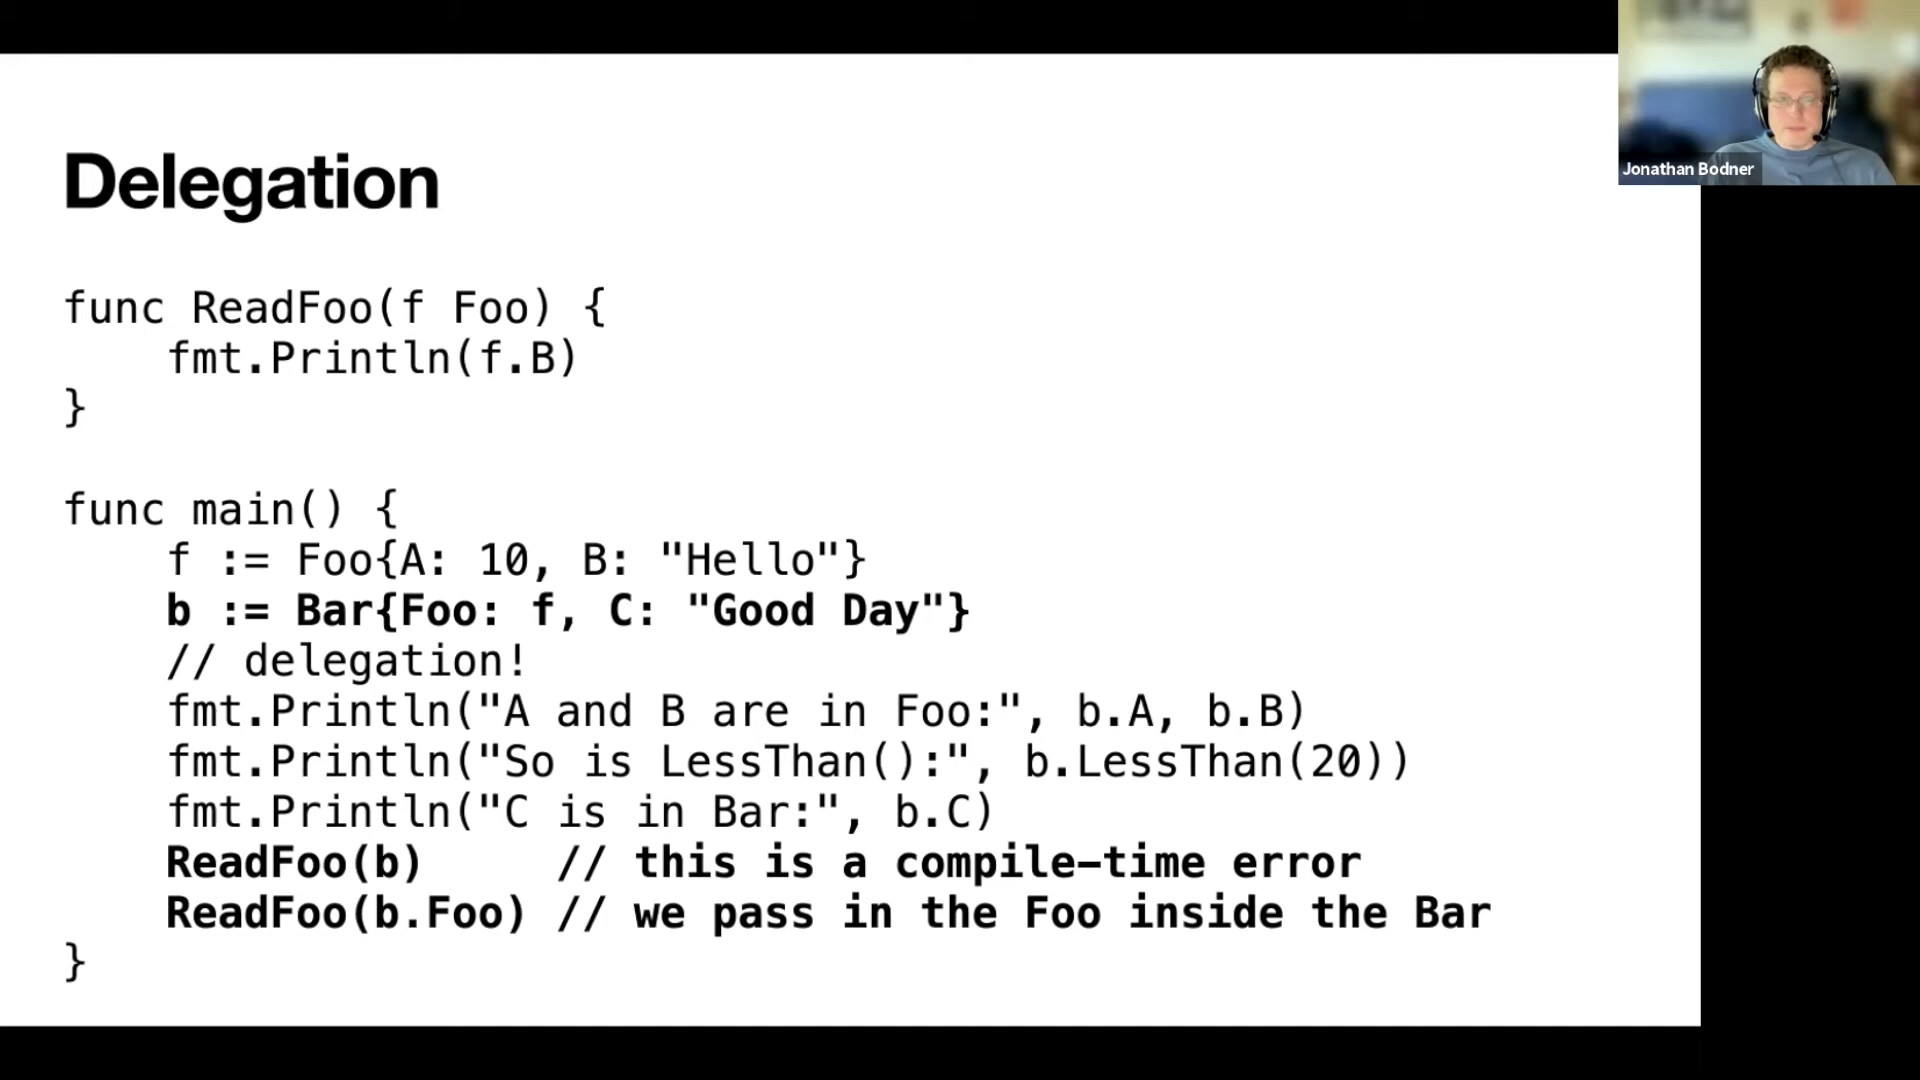 Delegation
func ReadFoo(f Foo) {
    fmt.Println(f.B)
}
func main() {
    f := Foo{A: 10, B: "Hello"}
    b := Bar{Foo: f, C: "Good Day"}
    // delegation!
    fmt.Println("A and B are in Foo:", b.A, b.B)
    fmt.Println("So is LessThan():", b.LessThan(20))
    fmt.Println("C is in Bar:", b.C)
    ReadFoo(b)     // this is a compile-time error
    ReadFoo(b.Foo) // we pass in the Foo inside the Bar
}
Jonathan Bodner